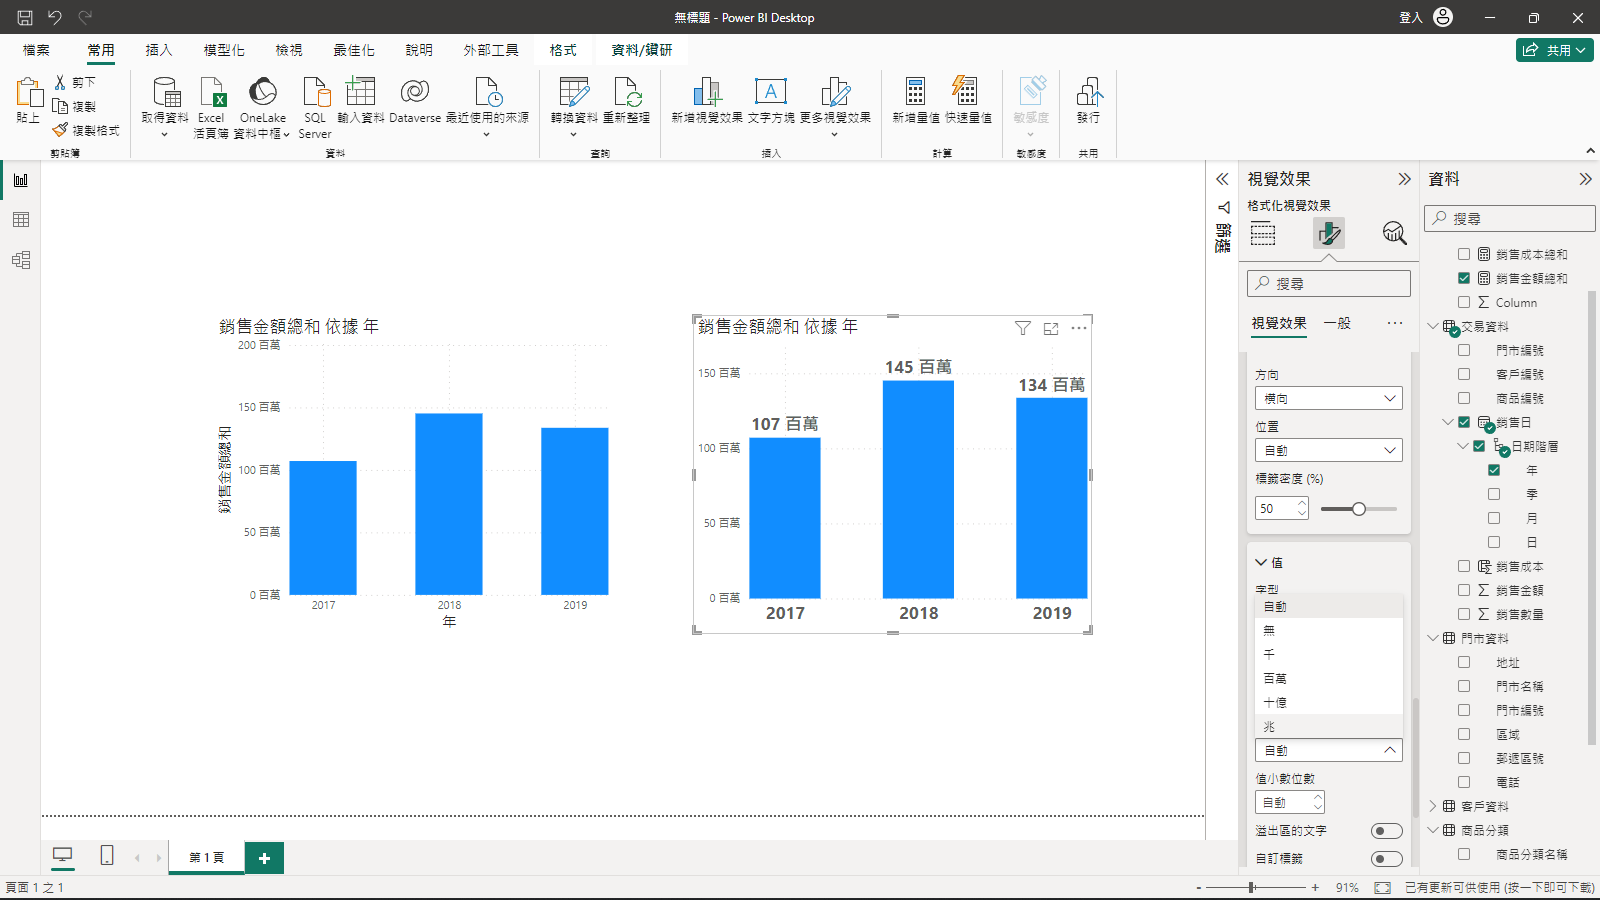 無標題 - Power BI Desktop
登入
檔案 常用 插入 模型化 檢視 最佳化 說明 外部工具 格式 資料/鑽研
共用
貼上
剪下
複製
複製格式
剪貼簿
取得資料
Excel
活頁簿
OneLake
資料中樞
SQL
Server
輸入資料
Dataverse
最近使用的來源
資料
轉換資料
重新整理
查詢
新增視覺效果
文字方塊
更多視覺效果
插入
新增量值
快速量值
計算
敏感度
敏感度
發行
共用
銷售金額總和 依據 年
200 百萬
150 百萬
100 百萬
50 百萬
0 百萬
銷售金額總和
2017 2018 2019
年
銷售金額總和 依據 年
150 百萬
100 百萬
50 百萬
0 百萬
107 百萬
145 百萬
134 百萬
2017 2018 2019
篩選
視覺效果
格式化視覺效果
搜尋
視覺效果 一般
方向
橫向
位置
自動
標籤密度 (%)
50
值
字型
自動
無
千
百萬
十億
兆
自動
值小數位數
自動
溢出區的文字
自訂標籤
資料
搜尋
銷售成本總和
銷售金額總和
Column
交易資料
門市編號
客戶編號
商品編號
銷售日
日期階層
年
季
月
日
銷售成本
銷售金額
銷售數量
門市資料
地址
門市名稱
門市編號
區域
郵遞區號
電話
客戶資料
商品分類
商品分類名稱
第 1 頁
頁面 1 之 1
- + 91%
已有更新可供使用 (按一下即可下載)